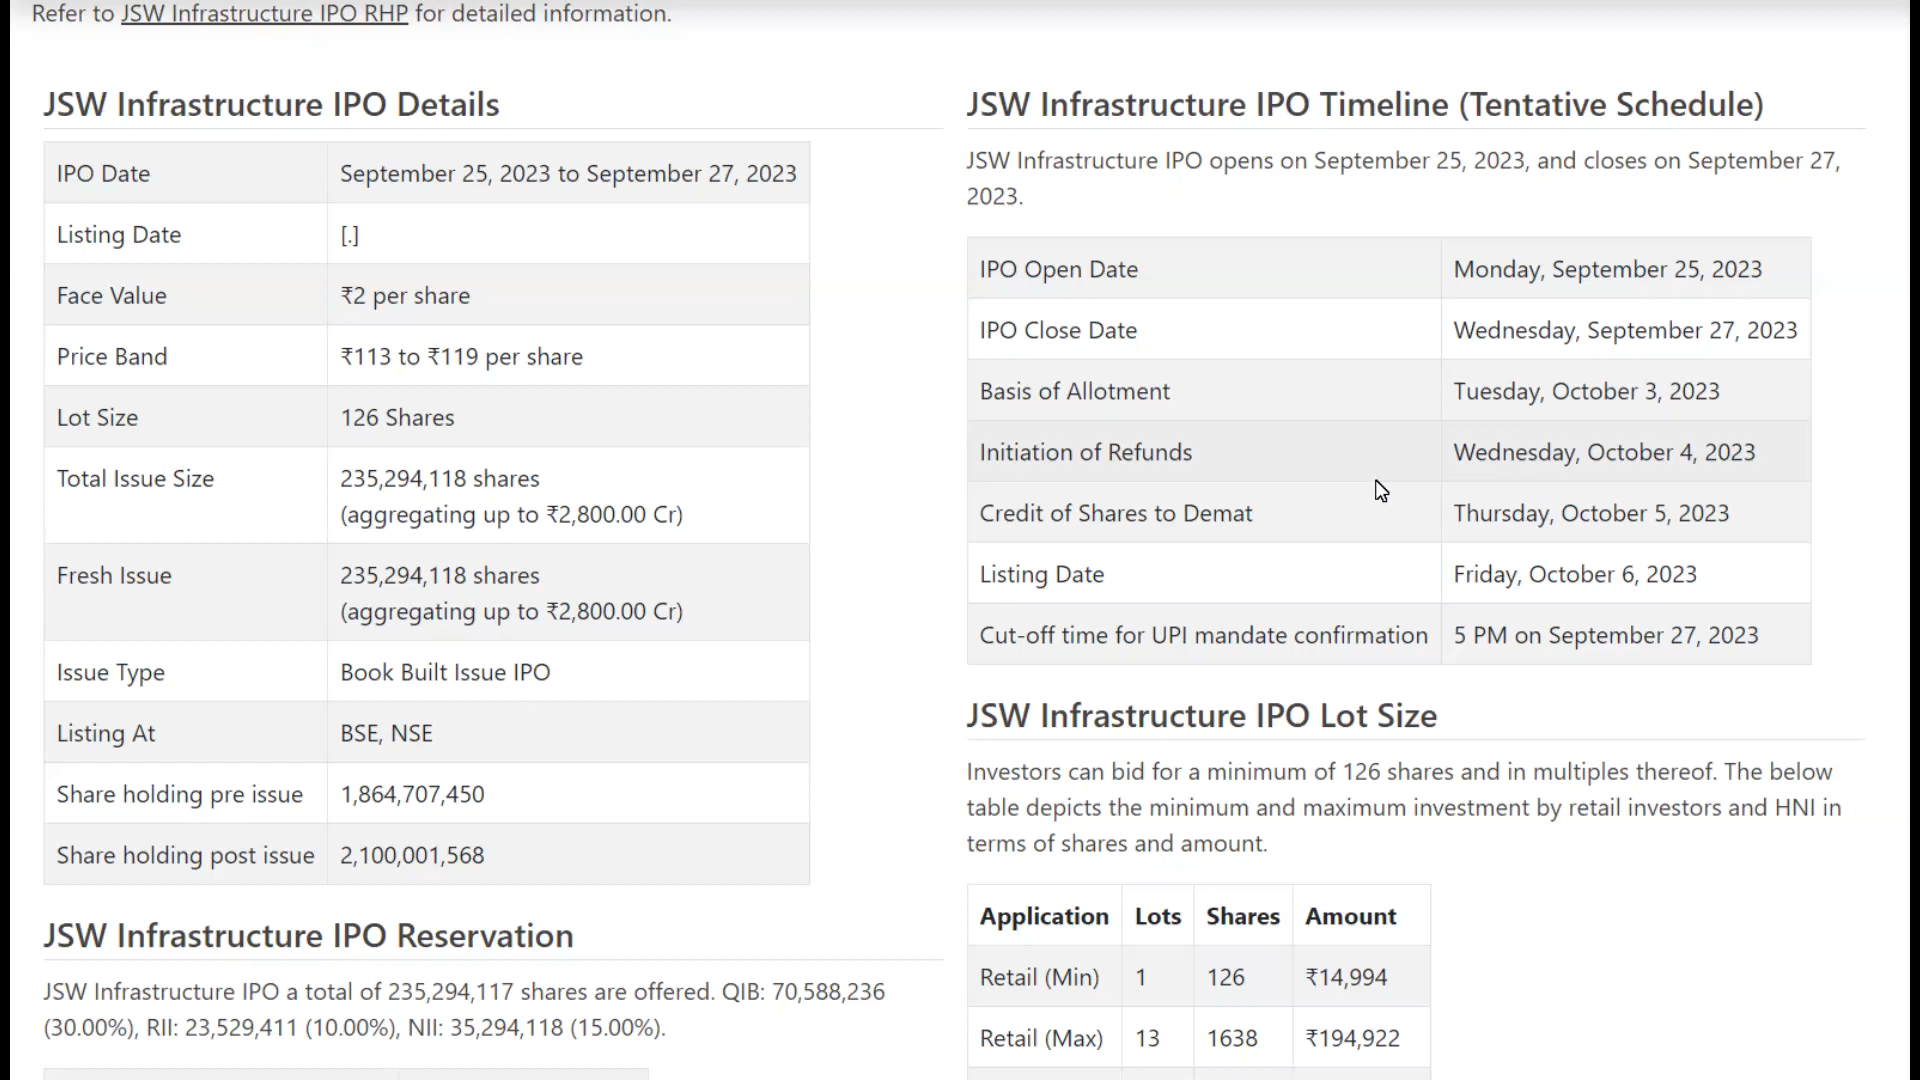 Refer to JSW Infrastructure IPO RHP for detailed information.
JSW Infrastructure IPO Details
IPO Date September 25, 2023 to September 27, 2023
Listing Date [.]
Face Value ₹2 per share
Price Band ₹113 to ₹119 per share
Lot Size 126 Shares
Total Issue Size 235,294,118 shares
(aggregating up to ₹2,800.00 Cr)
Fresh Issue 235,294,118 shares
(aggregating up to ₹2,800.00 Cr)
Issue Type Book Built Issue IPO
Listing At BSE, NSE
Share holding pre issue 1,864,707,450
Share holding post issue 2,100,001,568
JSW Infrastructure IPO Reservation
JSW Infrastructure IPO a total of 235,294,117 shares are offered. QIB: 70,588,236
(30.00%), RII: 23,529,411 (10.00%), NII: 35,294,118 (15.00%).
JSW Infrastructure IPO Timeline (Tentative Schedule)
JSW Infrastructure IPO opens on September 25, 2023, and closes on September 27,
2023.
IPO Open Date Monday, September 25, 2023
IPO Close Date Wednesday, September 27, 2023
Basis of Allotment Tuesday, October 3, 2023
Initiation of Refunds Wednesday, October 4, 2023
Credit of Shares to Demat Thursday, October 5, 2023
Listing Date Friday, October 6, 2023
Cut-off time for UPI mandate confirmation 5 PM on September 27, 2023
JSW Infrastructure IPO Lot Size
Investors can bid for a minimum of 126 shares and in multiples thereof. The below
table depicts the minimum and maximum investment by retail investors and HNI in
terms of shares and amount.
Application Lots Shares Amount
Retail (Min) 1 126 ₹14,994
Retail (Max) 13 1638 ₹194,922